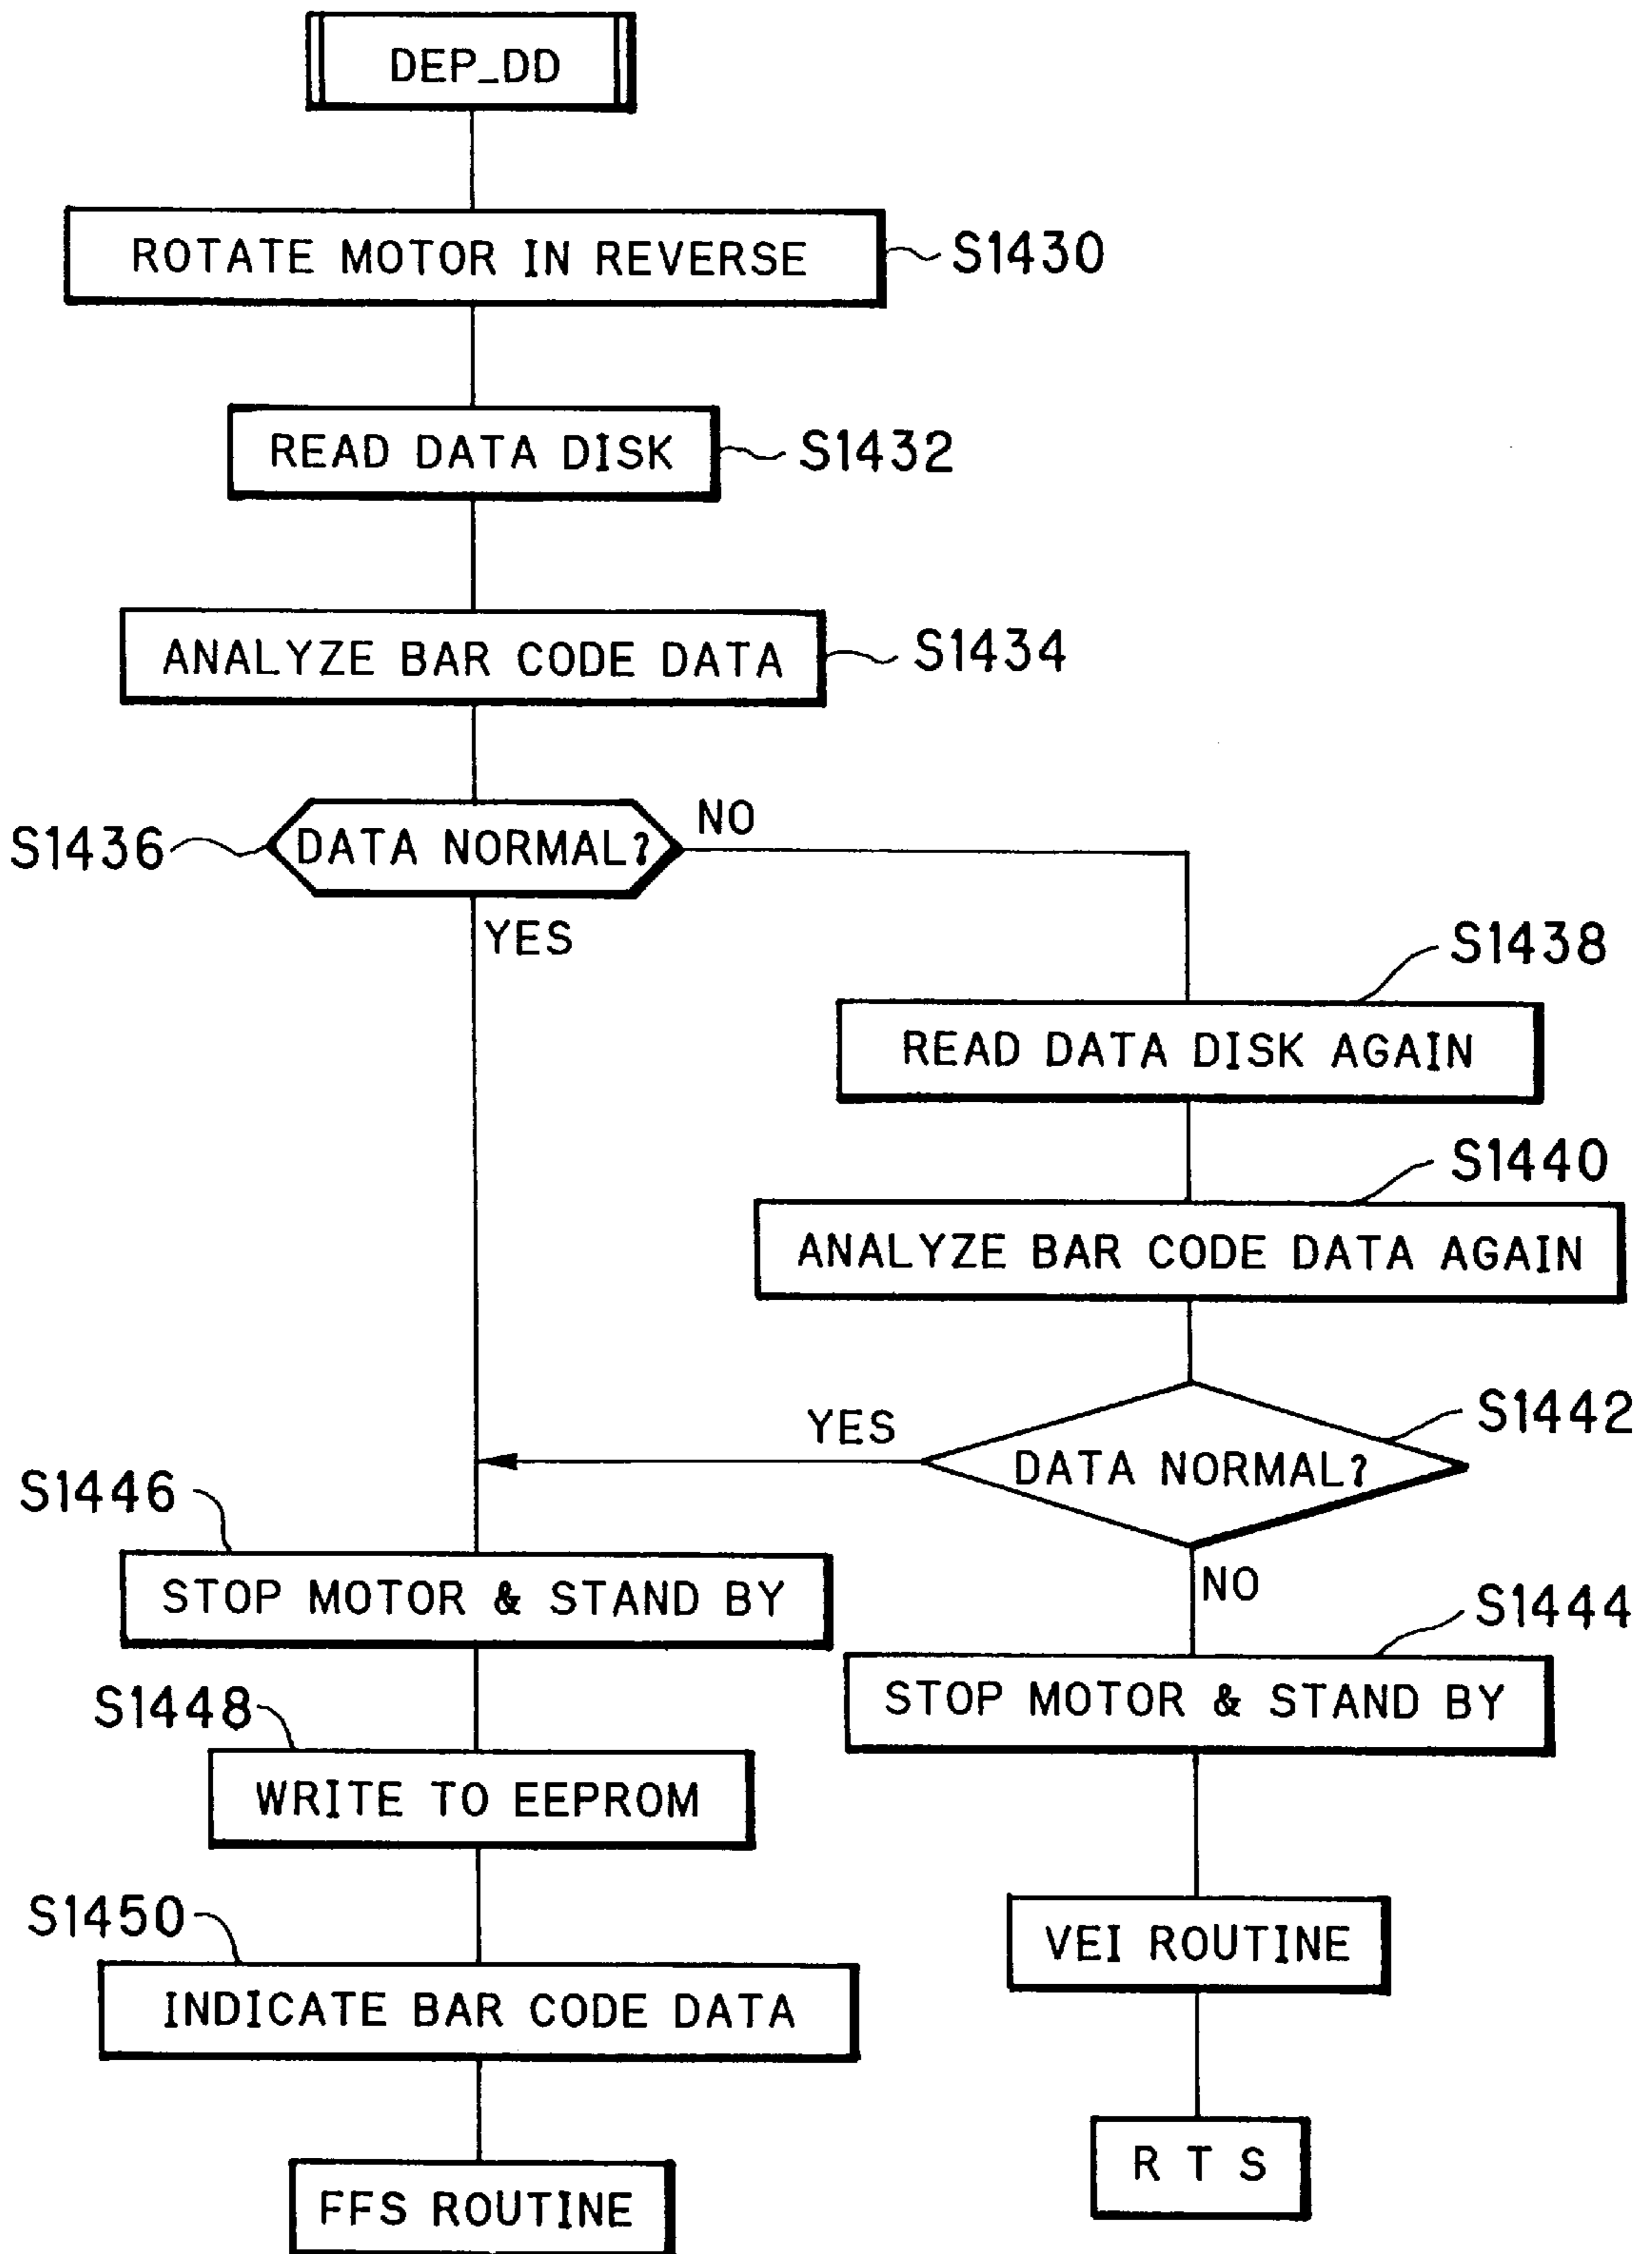 DEP_DD
ROTATE MOTOR IN REVERSE
S1430
READ DATA DISK
S1432
ANALYZE BAR CODE DATA
S1434
S1436
DATA NORMAL?
NO
YES
S1438
READ DATA DISK AGAIN
S1440
ANALYZE BAR CODE DATA AGAIN
S1442
DATA NORMAL?
YES
NO
S1446
STOP MOTOR & STAND BY
S1444
STOP MOTOR & STAND BY
S1448
WRITE TO EEPROM
VEI ROUTINE
S1450
INDICATE BAR CODE DATA
R T S
FFS ROUTINE